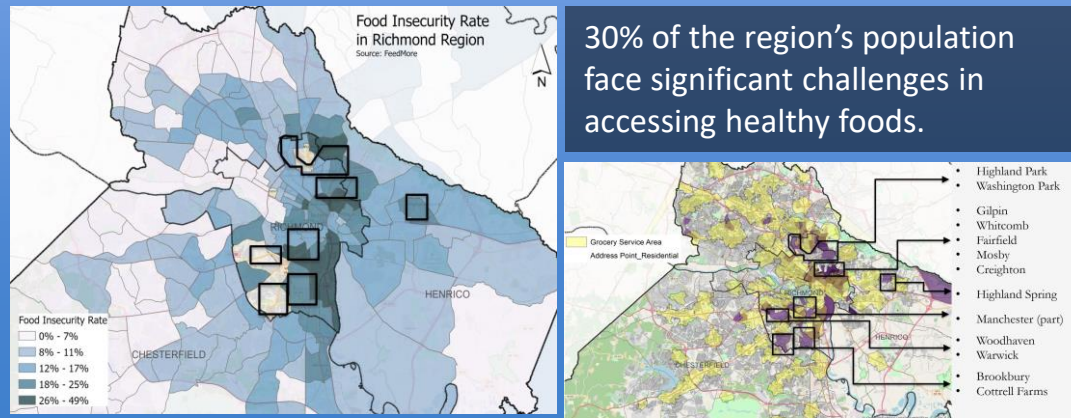 Food Insecurity Rate
in Richmond Region
Source: FeedMore
N
RICHMOND
HENRICO
CHESTERFIELD
Food Insecurity Rate
0% - 7%
8% - 11%
12% - 17%
18% - 25%
26% - 49%
30% of the region's population
face significant challenges in
accessing healthy foods.
Grocery Service Area
Address Point_Residential
RICHMOND
HENRICO
CHESTERFIELD
• Highland Park
• Washington Park
• Gilpin
• Whitcomb
• Fairfield
• Mosby
• Creighton
• Highland Spring
• Manchester (part)
• Woodhaven
• Warwick
• Brookbury
• Cottrell Farms